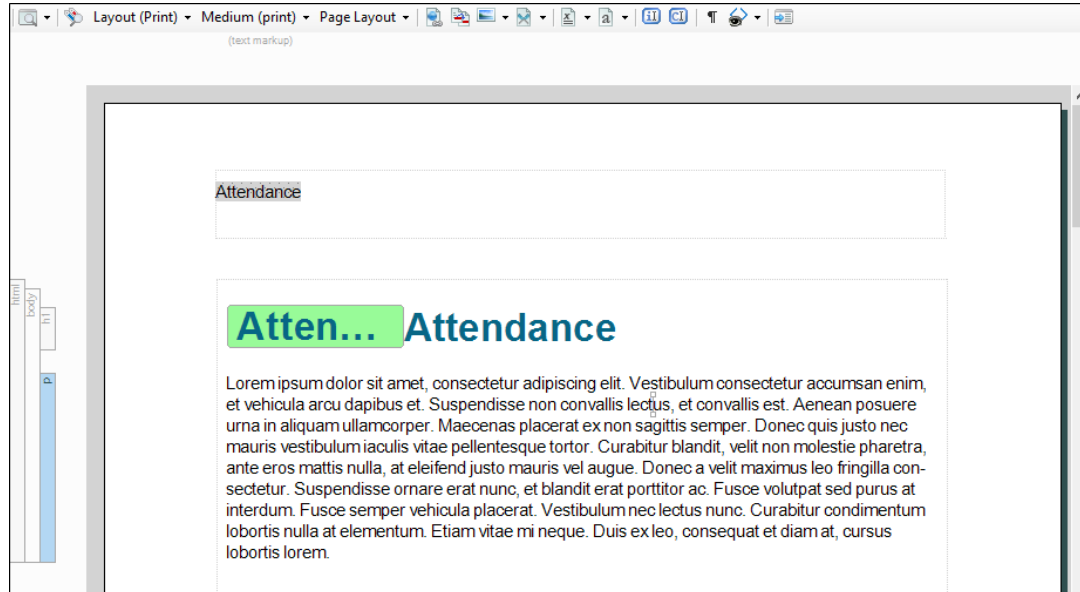 Layout (Print) Medium (print) Page Layout x a iI CI ¶
(text markup)
Attendance
html
body
h1
p
Atten... Attendance
Lorem ipsum dolor sit amet, consectetur adipiscing elit. Vestibulum consectetur accumsan enim,
et vehicula arcu dapibus et. Suspendisse non convallis lectus, et convallis est. Aenean posuere
urna in aliquam ullamcorper. Maecenas placerat ex non sagittis semper. Donec quis justo nec
mauris vestibulum iaculis vitae pellentesque tortor. Curabitur blandit, velit non molestie pharetra,
ante eros mattis nulla, at eleifend justo mauris vel augue. Donec a velit maximus leo fringilla con-
sectetur. Suspendisse ornare erat nunc, et blandit erat porttitor ac. Fusce volutpat sed purus at
interdum. Fusce semper vehicula placerat. Vestibulum nec lectus nunc. Curabitur condimentum
lobortis nulla at elementum. Etiam vitae mi neque. Duis ex leo, consequat et diam at, cursus
lobortis lorem.